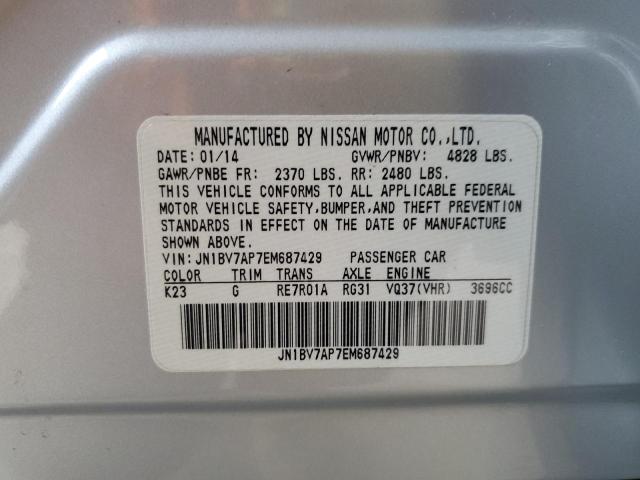 MANUFACTURED BY NISSAN MOTOR CO.,LTD.
DATE: 01/14 GVWR/PNBV: 4828 LBS.
GAWR/PNBE FR: 2370 LBS. RR: 2480 LBS.
THIS VEHICLE CONFORMS TO ALL APPLICABLE FEDERAL
MOTOR VEHICLE SAFETY,BUMPER,AND THEFT PREVENTION
STANDARDS IN EFFECT ON THE DATE OF MANUFACTURE
SHOWN ABOVE.
VIN: JN1BV7AP7EM687429 PASSENGER CAR
COLOR TRIM TRANS AXLE ENGINE
K23 G RE7R01A RG31 VQ37(VHR) 3696CC
JN1BV7AP7EM687429